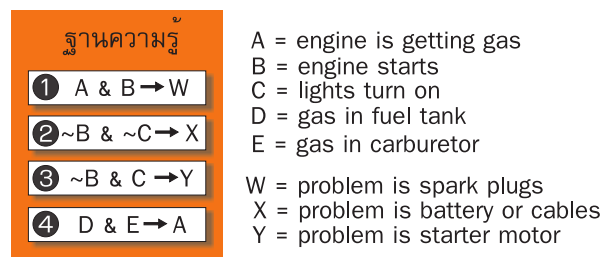 ฐานความรู้
1 A & B → W
2 ~B & ~C → X
3 ~B & C → Y
4 D & E → A
A = engine is getting gas
B = engine starts
C = lights turn on
D = gas in fuel tank
E = gas in carburetor
W = problem is spark plugs
X = problem is battery or cables
Y = problem is starter motor